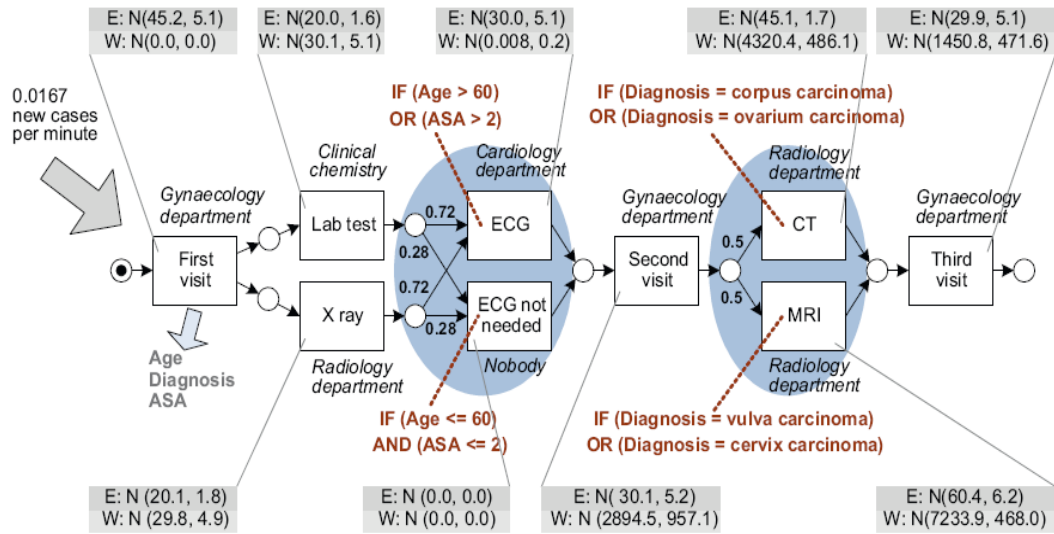 E: N(45.2, 5.1)
W: N(0.0, 0.0)
E: N(20.0, 1.6)
W: N(30.1, 5.1)
E: N(30.0, 5.1)
W: N(0.008, 0.2)
E: N(45.1, 1.7)
W: N(4320.4, 486.1)
E: N(29.9, 5.1)
W: N(1450.8, 471.6)
0.0167
new cases
per minute
IF (Age > 60)
OR (ASA > 2)
IF (Diagnosis = corpus carcinoma)
OR (Diagnosis = ovarium carcinoma)
Clinical
chemistry
Cardiology
department
Radiology
department
Gynaecology
department
Gynaecology
department
Gynaecology
department
First
visit
Lab test
0.72
0.28
ECG
X ray
0.72
0.28
ECG not
needed
Second
visit
0.5
0.5
CT
MRI
Third
visit
Radiology
department
Nobody
Radiology
department
Age
Diagnosis
ASA
IF (Age <= 60)
AND (ASA <= 2)
IF (Diagnosis = vulva carcinoma)
OR (Diagnosis = cervix carcinoma)
E: N (20.1, 1.8)
W: N (29.8, 4.9)
E: N (0.0, 0.0)
W: N (0.0, 0.0)
E: N( 30.1, 5.2)
W: N (2894.5, 957.1)
E: N(60.4, 6.2)
W: N(7233.9, 468.0)